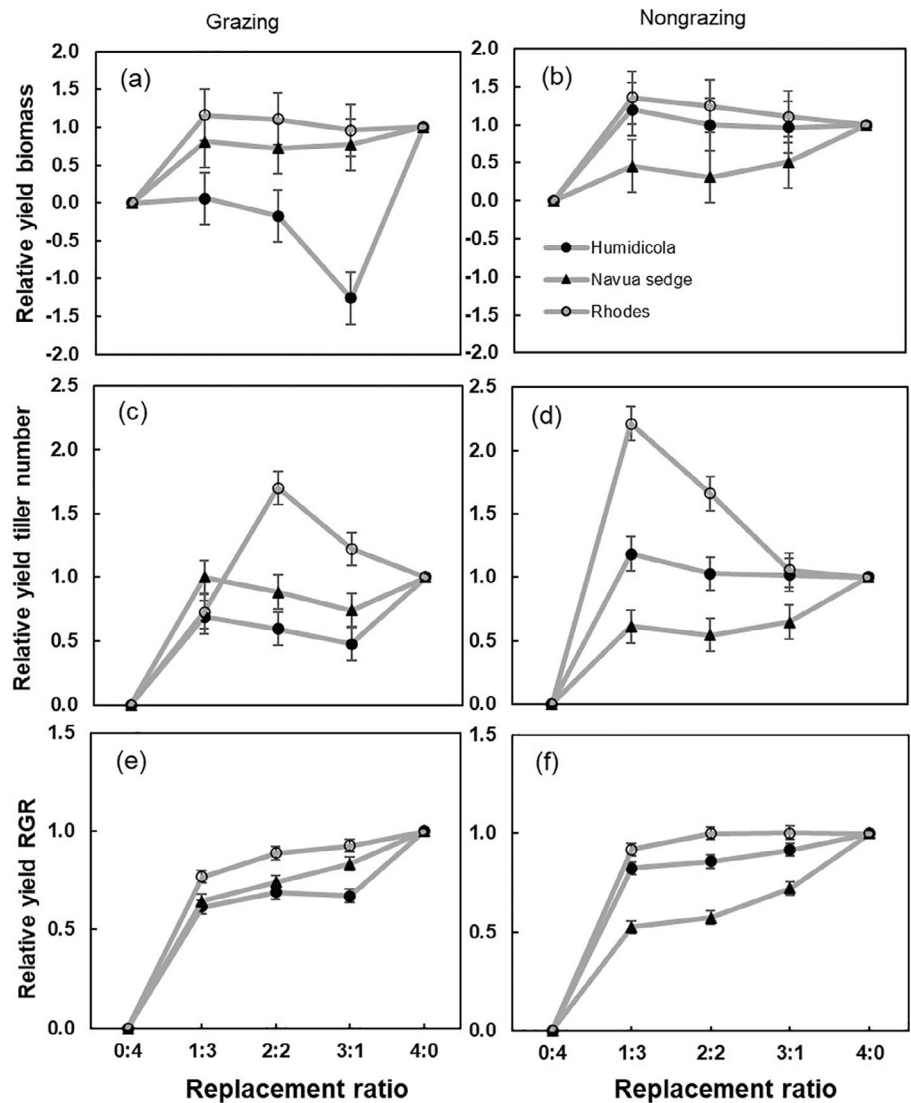 Grazing
Nongrazing
Relative yield biomass
2.0
1.5
1.0
0.5
0.0
-0.5
-1.0
-1.5
-2.0
(a)
2.0
1.5
1.0
0.5
0.0
-0.5
-1.0
-1.5
-2.0
(b)
Humidicola
Navua sedge
Rhodes
Relative yield tiller number
2.5
2.0
1.5
1.0
0.5
0.0
(c)
2.5
2.0
1.5
1.0
0.5
0.0
(d)
Relative yield RGR
1.5
1.0
0.5
0.0
(e)
0:4 1:3 2:2 3:1 4:0
Replacement ratio
1.5
1.0
0.5
0.0
(f)
0:4 1:3 2:2 3:1 4:0
Replacement ratio